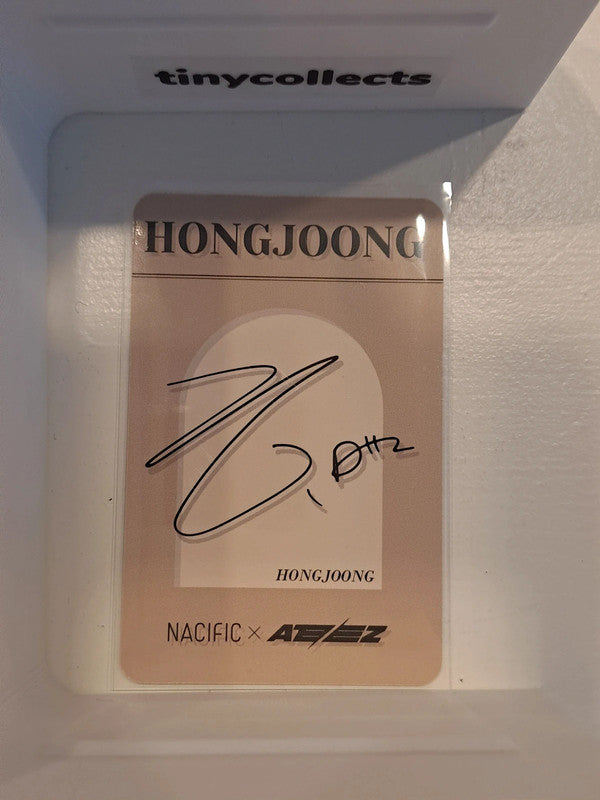 tinycollects
HONGJOONG
HONGJOONG
NACIFIC × ATEEZ